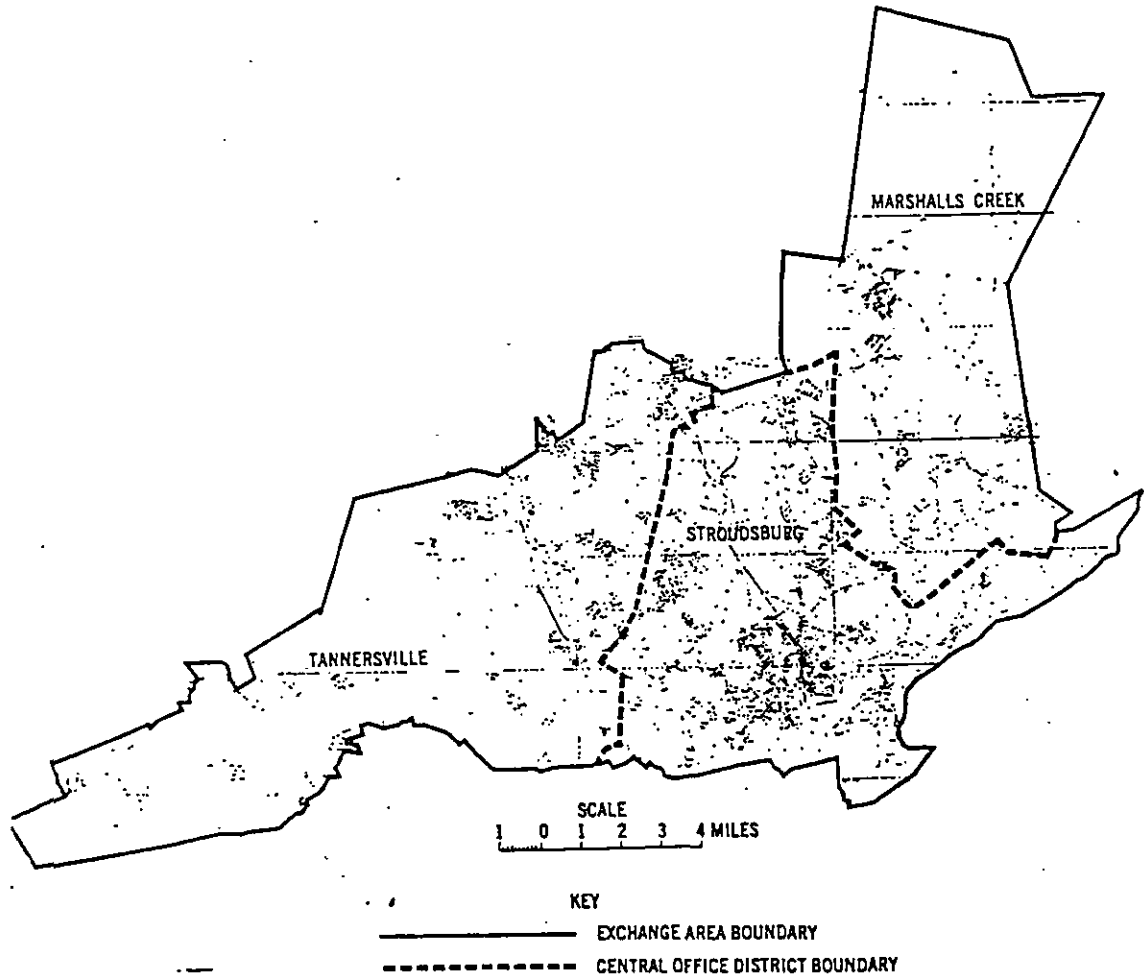 MARSHALLS CREEK
STROUDSBURG
TANNERSVILLE
SCALE
1 0 1 2 3 4 MILES
KEY
EXCHANGE AREA BOUNDARY
CENTRAL OFFICE DISTRICT BOUNDARY